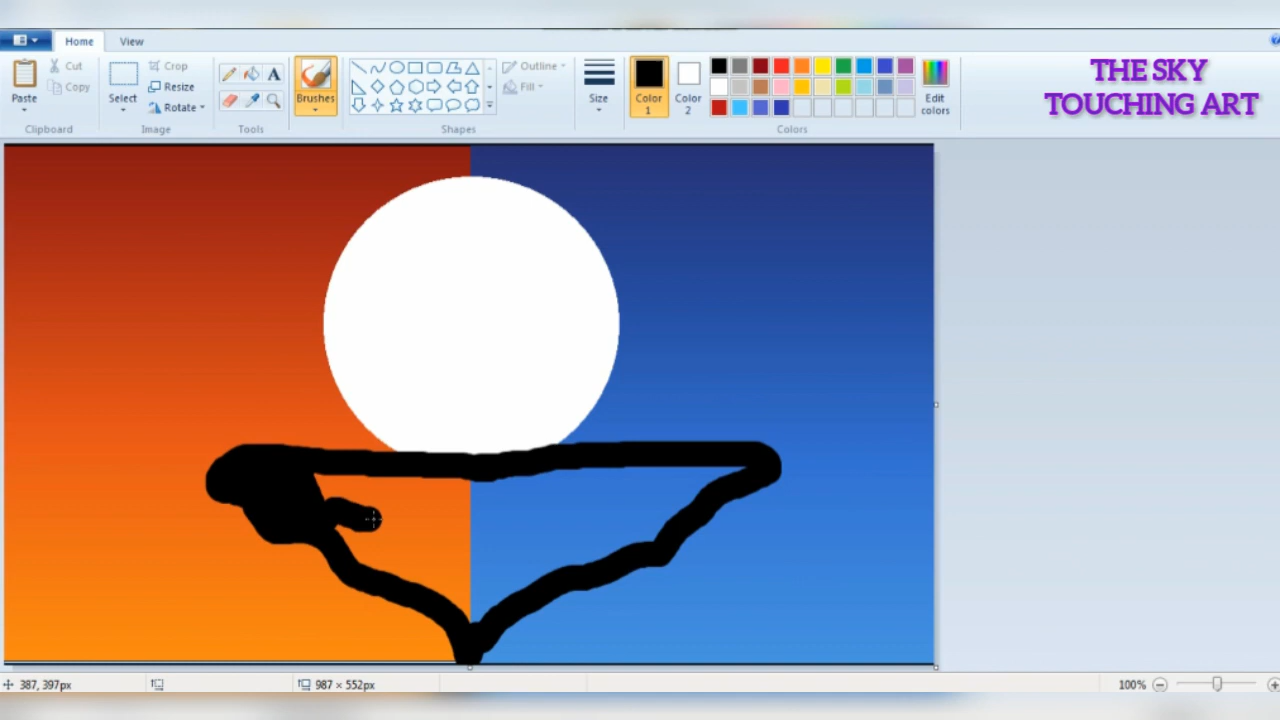 Home
View
THE SKY
TOUCHING ART
Cut
Copy
Paste
Clipboard
Select
Crop
Resize
Rotate
Image
A
Tools
Brushes
Outline
Fill
Shapes
Size
Color
1
Color
2
Edit
colors
Colors
387, 397px
987 × 552px
100%